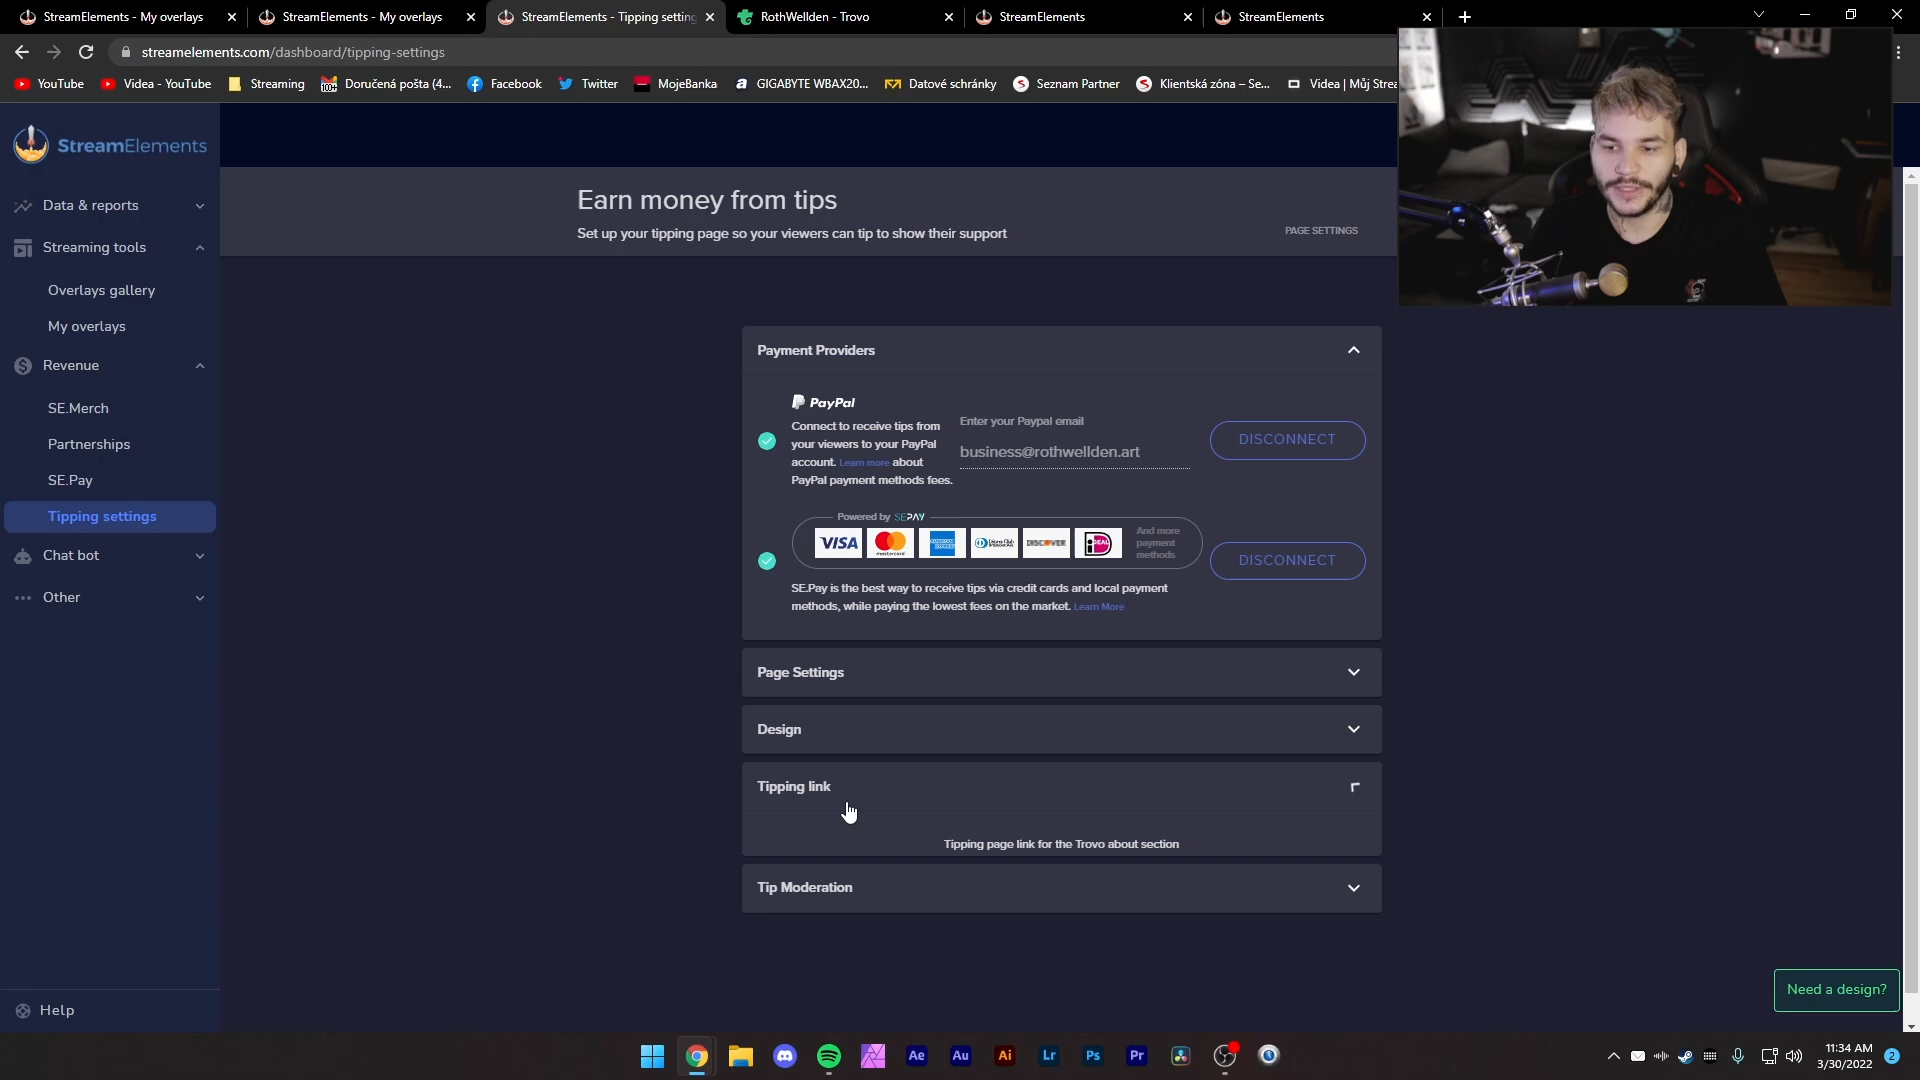 StreamElements - My overlays
StreamElements - My overlays
StreamElements - Tipping setting
RothWellden - Trovo
StreamElements
StreamElements
streamelements.com/dashboard/tipping-settings
YouTube
Videa - YouTube
Streaming
Doručená pošta (4...
Facebook
Twitter
MojeBanka
GIGABYTE WBAX20...
Datové schránky
Seznam Partner
Klientská zóna – Se...
Videa | Můj Strea
StreamElements
Data & reports
Streaming tools
Overlays gallery
My overlays
Revenue
SE.Merch
Partnerships
SE.Pay
Tipping settings
Chat bot
Other
Help
Earn money from tips
Set up your tipping page so your viewers can tip to show their support
PAGE SETTINGS
Payment Providers
PayPal
Connect to receive tips from
your viewers to your PayPal
account. Learn more about
PayPal payment methods fees.
Enter your Paypal email
business@rothwellden.art
DISCONNECT
Powered by SEPAY
VISA
mastercard
AMERICAN EXPRESS
Diners Club
DISCOVER
iDEAL
And more
payment
methods
DISCONNECT
SE.Pay is the best way to receive tips via credit cards and local payment
methods, while paying the lowest fees on the market. Learn More
Page Settings
Design
Tipping link
Tipping page link for the Trovo about section
Tip Moderation
Need a design?
Ae
Au
Ai
Lr
Ps
Pr
11:34 AM
3/30/2022
2